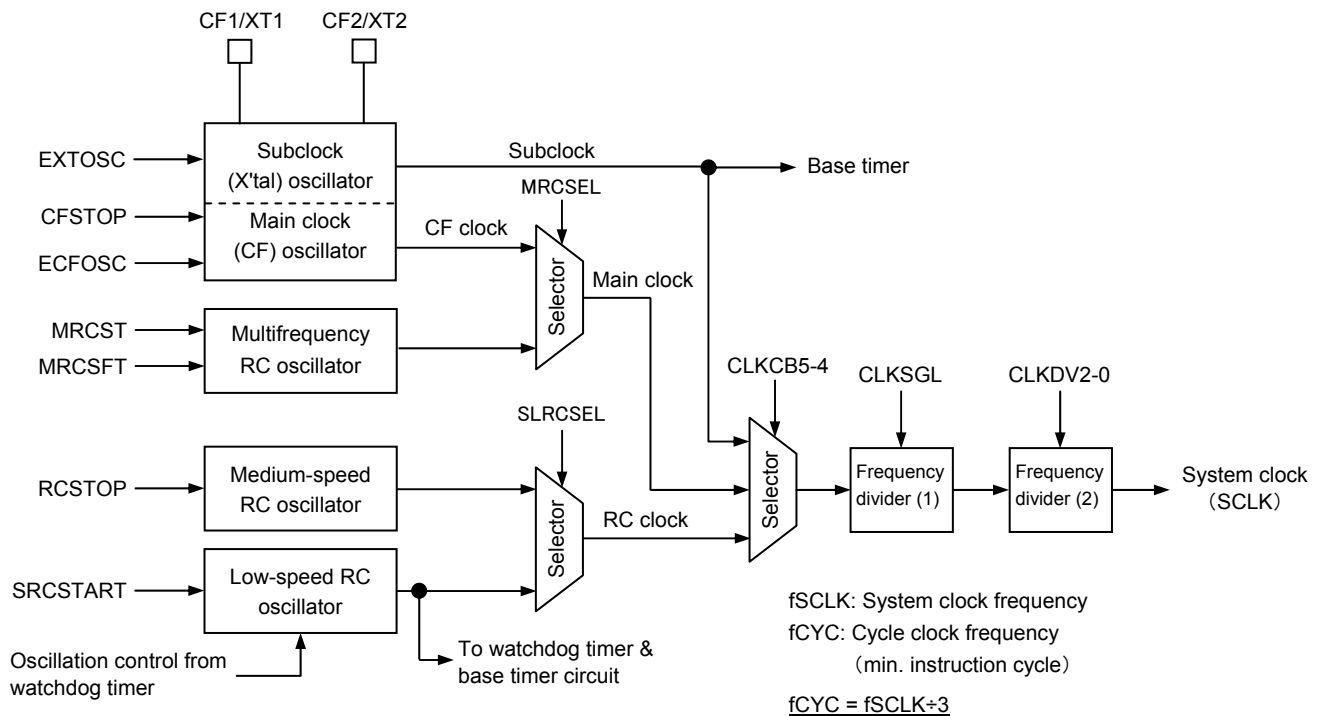 CF1/XT1
CF2/XT2
EXTOSC
CFSTOP
ECFOSC
Subclock
(X'tal) oscillator
Main clock
(CF) oscillator
Subclock
Base timer
MRCSEL
CF clock
Selector
Main clock
MRCST
MRCSFT
Multifrequency
RC oscillator
CLKCB5-4
CLKSGL
CLKDV2-0
SLRCSEL
RCSTOP
Medium-speed
RC oscillator
Selector
RC clock
Selector
Frequency
divider (1)
Frequency
divider (2)
System clock
（SCLK）
SRCSTART
Low-speed RC
oscillator
Oscillation control from
watchdog timer
To watchdog timer &
base timer circuit
fSCLK: System clock frequency
fCYC: Cycle clock frequency
（min. instruction cycle）
fCYC = fSCLK÷3